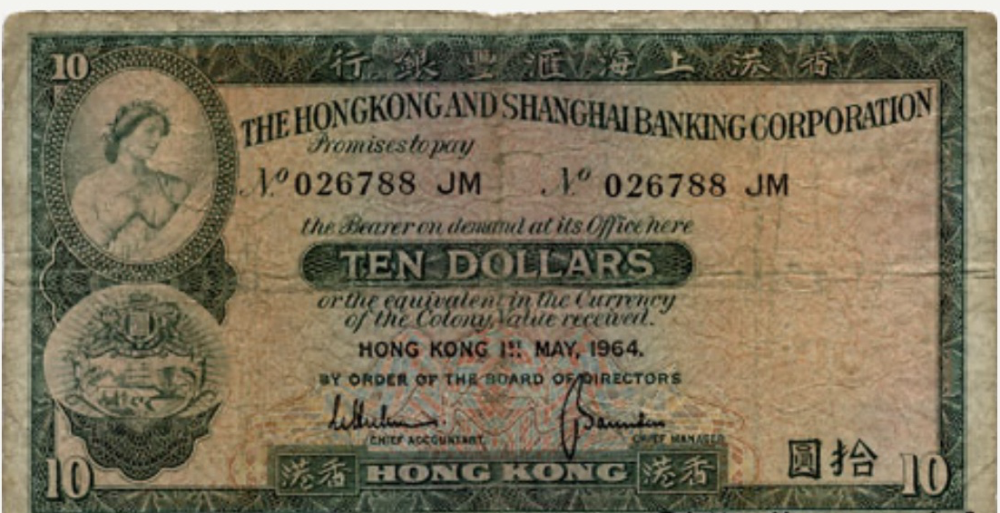 10 行銀豐滙海上港香
THE HONGKONG AND SHANGHAI BANKING CORPORATION
Promises to pay
No 026788 JM No 026788 JM
the Bearer on demand at its Office here
TEN DOLLARS
or the equivalent in the Currency
of the Colony, Value received.
HONG KONG 1ST MAY, 1964.
BY ORDER OF THE BOARD OF DIRECTORS
CHIEF ACCOUNTANT. CHIEF MANAGER
10 港香 HONG KONG 港香 圓拾 10